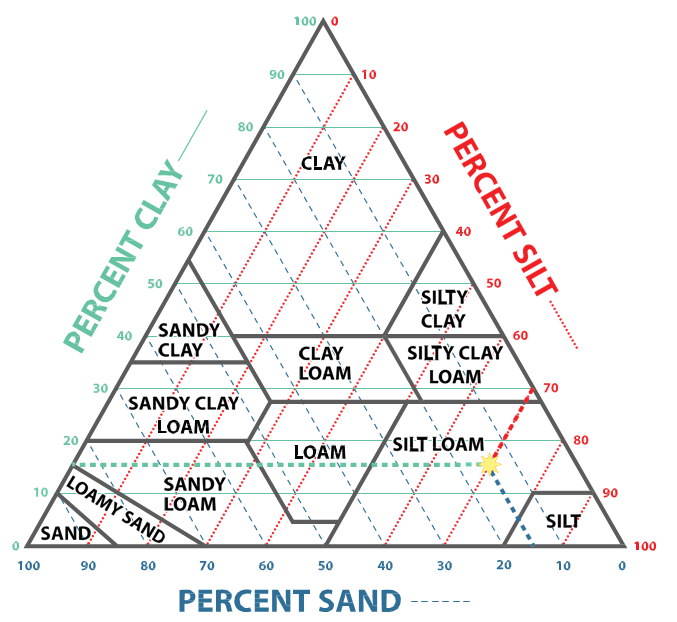 100 0
90 10
80 20
CLAY
70 30
60 40
50 50
40 60
30 70
20 80
10 90
0 100
PERCENT CLAY
PERCENT SILT
SILTY
CLAY
SANDY
CLAY
CLAY
LOAM
SILTY CLAY
LOAM
SANDY CLAY
LOAM
LOAM
SILT LOAM
SANDY
LOAM
LOAMY SAND
SAND
SILT
100 90 80 70 60 50 40 30 20 10 0
PERCENT SAND